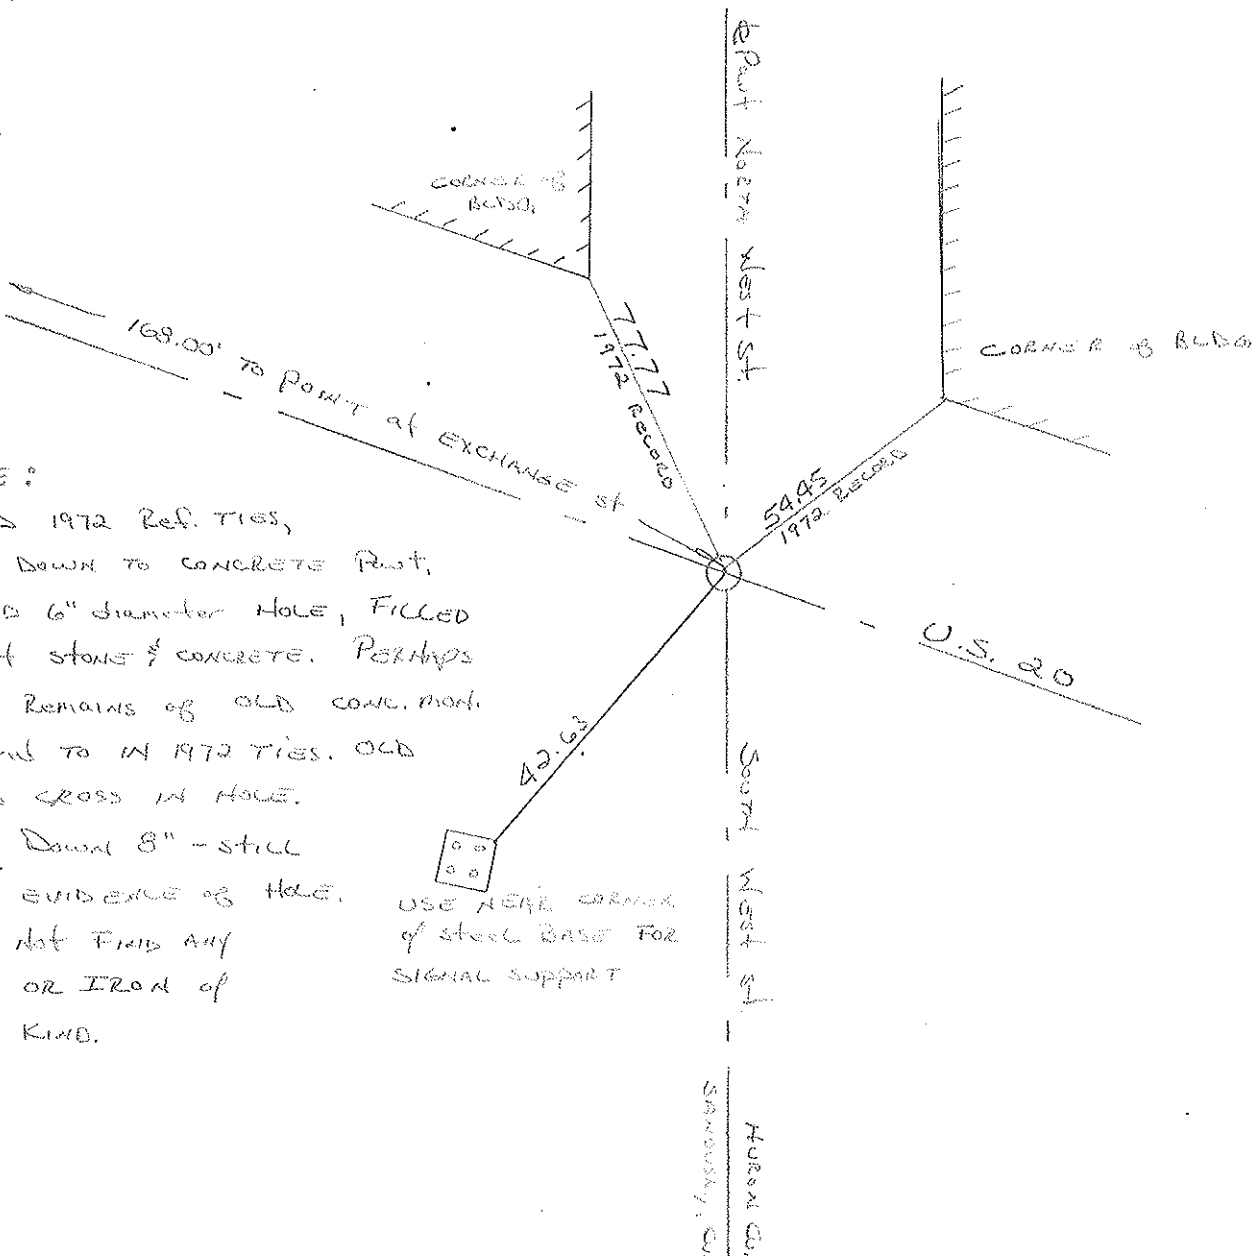 ℄ Pavt North West St.
CORNER of
BLDG.
CORNER of BLDG
77.77
1972 RECORD
54.45
1972 RECORD
168.00' TO POINT at EXCHANGE st
E:
D 1972 Ref. TIES,
DOWN TO CONCRETE Pavt.
D 6" diameter HOLE, FILLED
STONE & CONCRETE. PERHAPS
REMAINS of OLD CONC. MON.
TO IN 1972 TIES. OLD
CROSS IN HOLE.
DOWN 8" - still
EVIDENCE of HOLE.
Not FIND ANY
OR IRON of
KIND.
U.S. 20
42.63
USE NEAR CORNER
of steel BASE FOR
SIGNAL SUPPORT
SOUTH WEST St.
HURON Co.
SANDUSKY, Co.